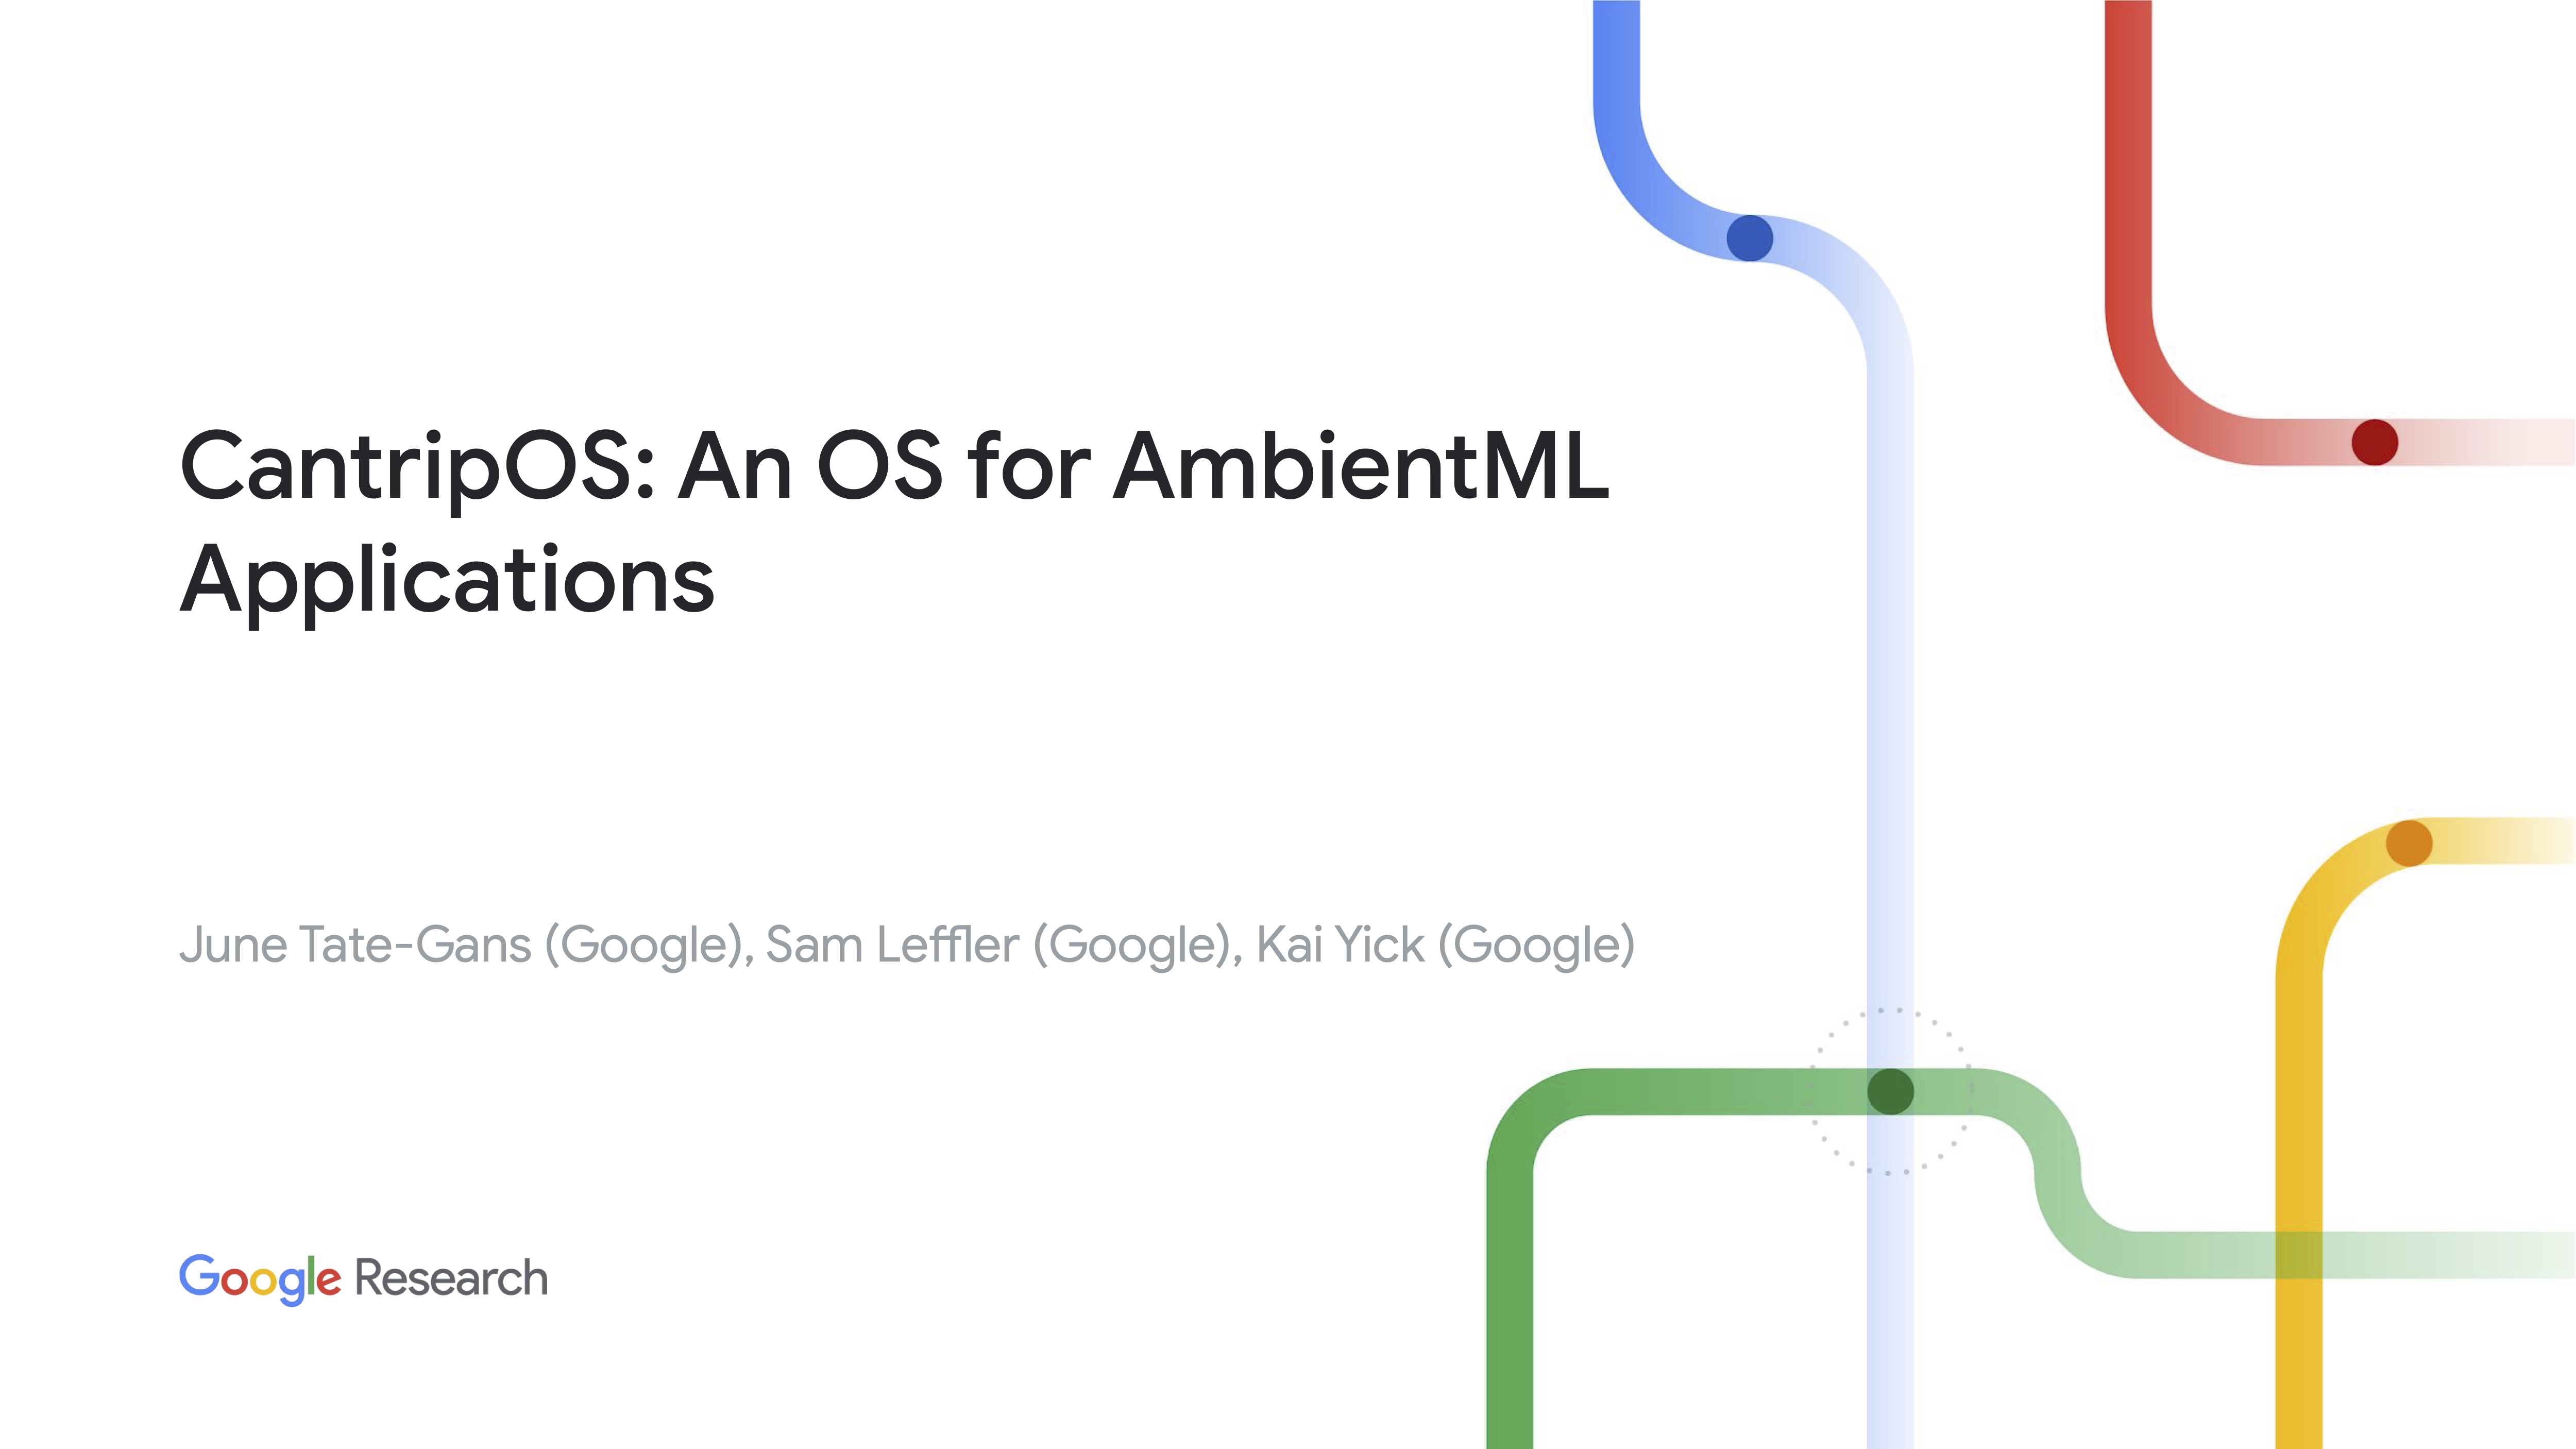 CantripOS: An OS for AmbientML
Applications
June Tate-Gans (Google), Sam Leffler (Google), Kai Yick (Google)
Google Research